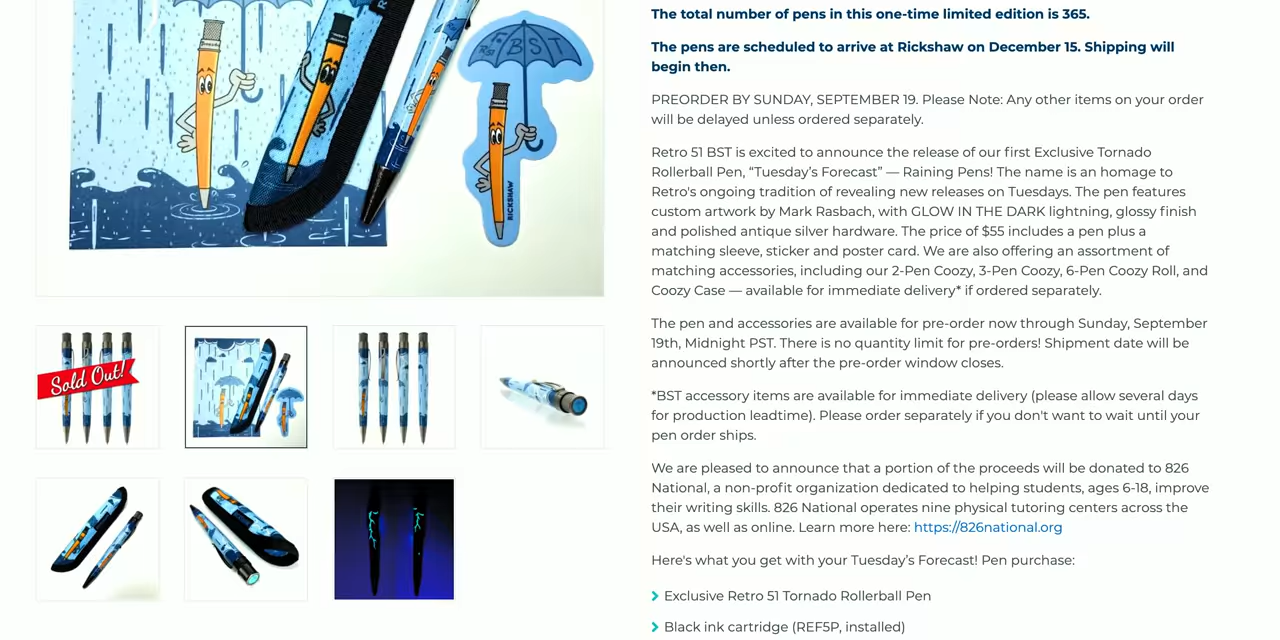 The total number of pens in this one-time limited edition is 365.
The pens are scheduled to arrive at Rickshaw on December 15. Shipping will
begin then.
PREORDER BY SUNDAY, SEPTEMBER 19. Please Note: Any other items on your order
will be delayed unless ordered separately.
Retro 51 BST is excited to announce the release of our first Exclusive Tornado
Rollerball Pen, “Tuesday’s Forecast” — Raining Pens! The name is an homage to
Retro's ongoing tradition of revealing new releases on Tuesdays. The pen features
custom artwork by Mark Rasbach, with GLOW IN THE DARK lightning, glossy finish
and polished antique silver hardware. The price of $55 includes a pen plus a
matching sleeve, sticker and poster card. We are also offering an assortment of
matching accessories, including our 2-Pen Coozy, 3-Pen Coozy, 6-Pen Coozy Roll, and
Coozy Case — available for immediate delivery* if ordered separately.
The pen and accessories are available for pre-order now through Sunday, September
19th, Midnight PST. There is no quantity limit for pre-orders! Shipment date will be
announced shortly after the pre-order window closes.
*BST accessory items are available for immediate delivery (please allow several days
for production leadtime). Please order separately if you don't want to wait until your
pen order ships.
We are pleased to announce that a portion of the proceeds will be donated to 826
National, a non-profit organization dedicated to helping students, ages 6-18, improve
their writing skills. 826 National operates nine physical tutoring centers across the
USA, as well as online. Learn more here: https://826national.org
Here's what you get with your Tuesday’s Forecast! Pen purchase:
Exclusive Retro 51 Tornado Rollerball Pen
Black ink cartridge (REF5P, installed)
R51 BST
RICKSHAW
Sold Out!